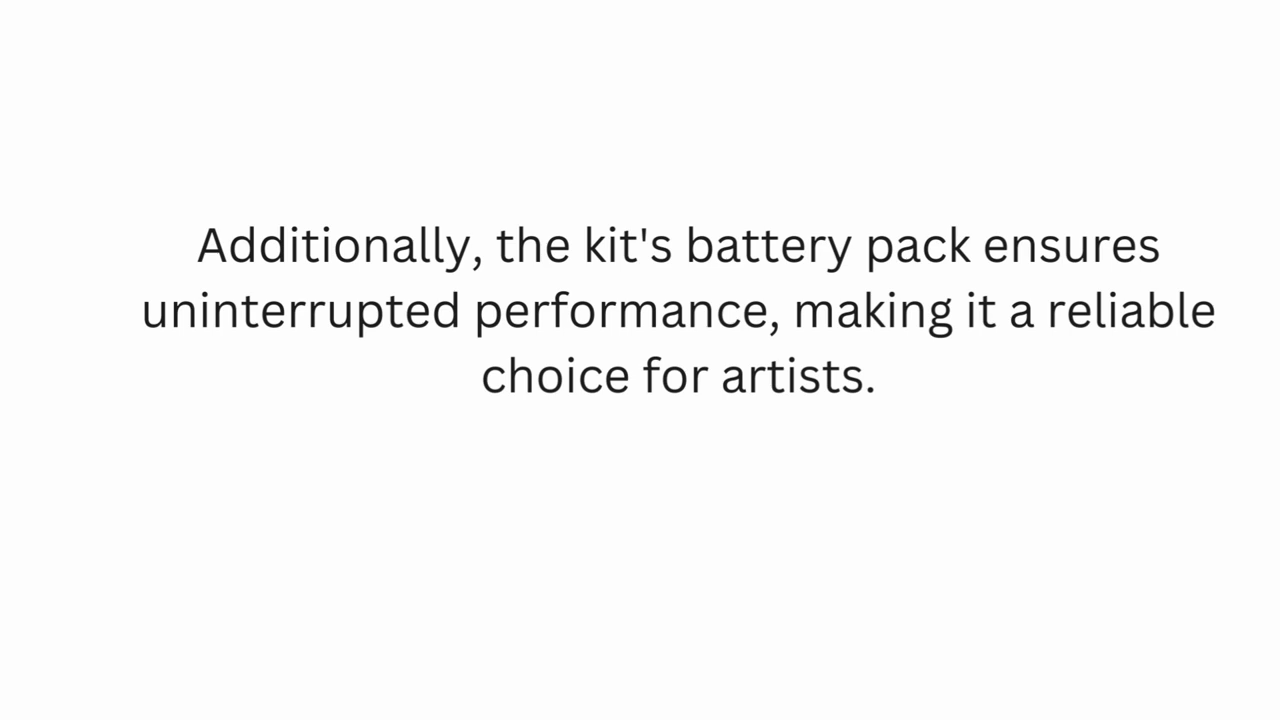 Additionally, the kit's battery pack ensures
uninterrupted performance, making it a reliable
choice for artists.